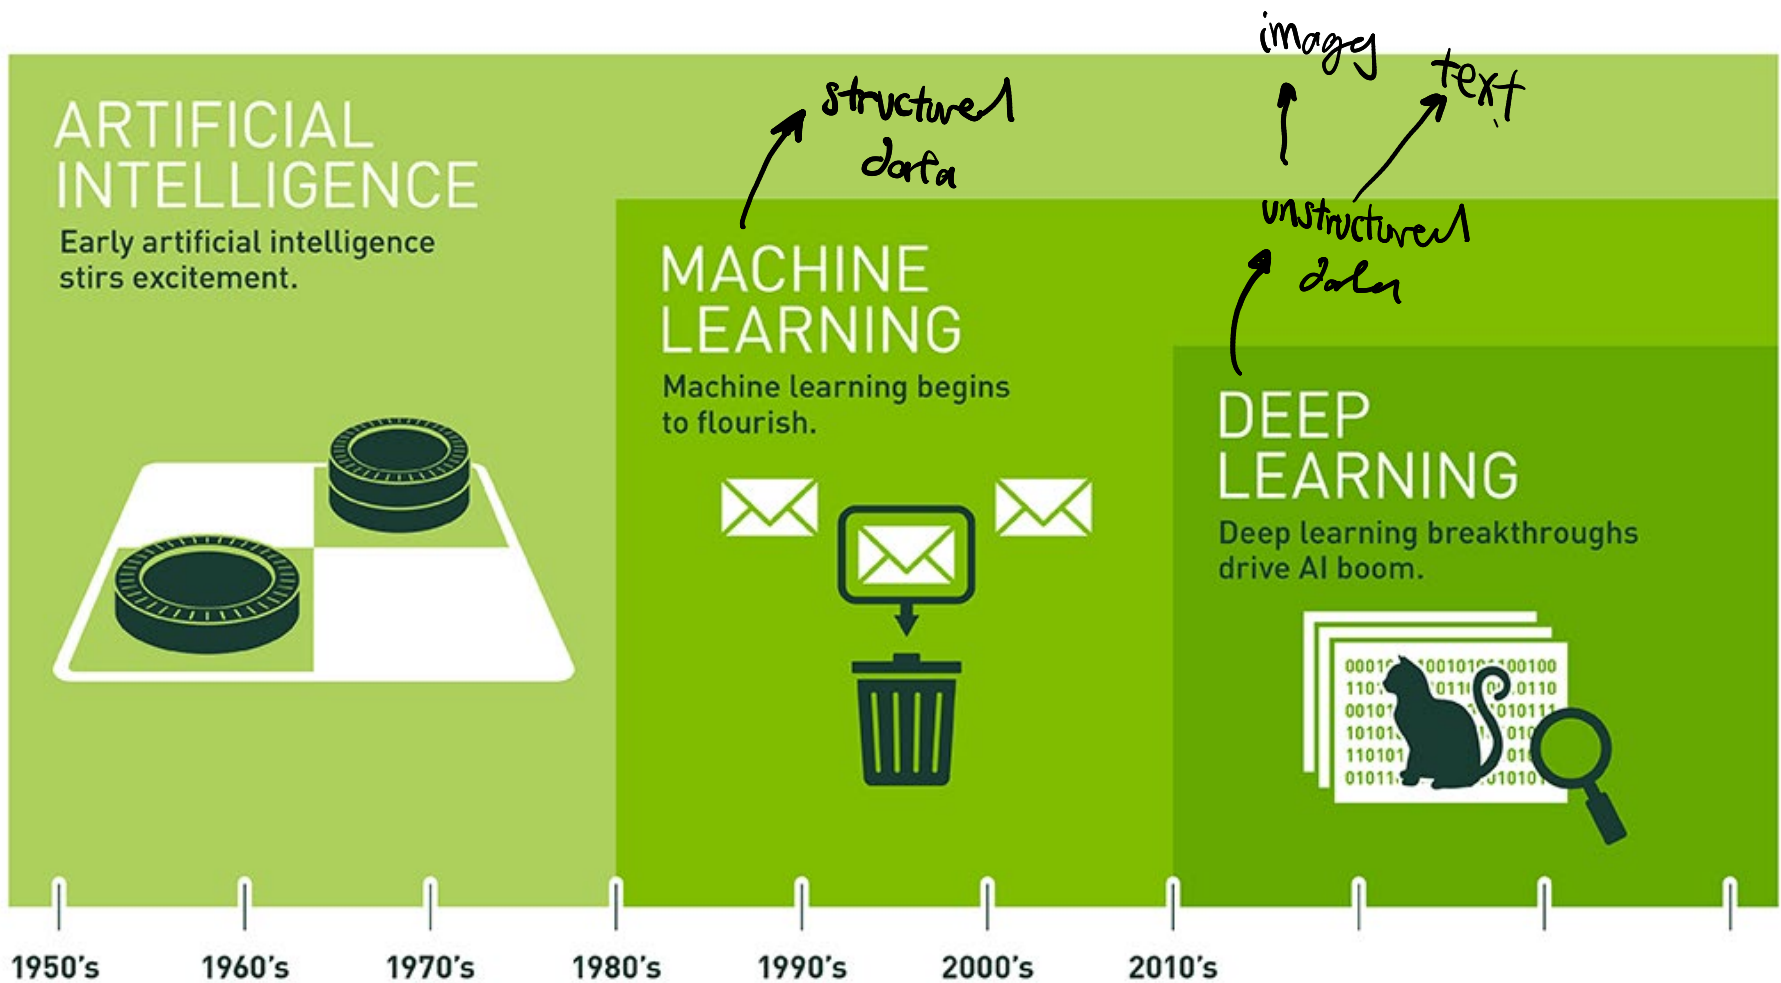 imagg
text
structured
data
ARTIFICIAL
INTELLIGENCE
Early artificial intelligence
stirs excitement.
unstructured
data
MACHINE
LEARNING
Machine learning begins
to flourish.
DEEP
LEARNING
Deep learning breakthroughs
drive AI boom.
1950's 1960's 1970's 1980's 1990's 2000's 2010's